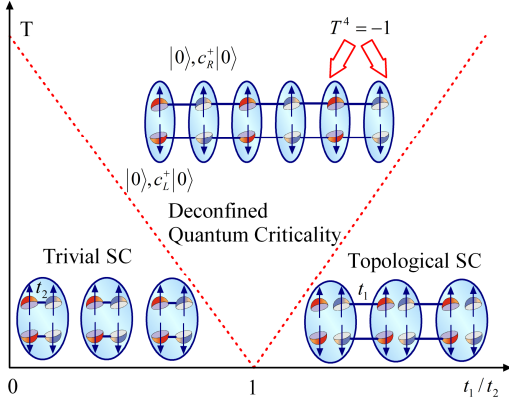 T
T⁴ = −1
|0⟩, c_R⁺|0⟩
|0⟩, c_L⁺|0⟩
Deconfined
Quantum Criticality
Trivial SC
Topological SC
t₂
t₁
0
1
t₁/t₂